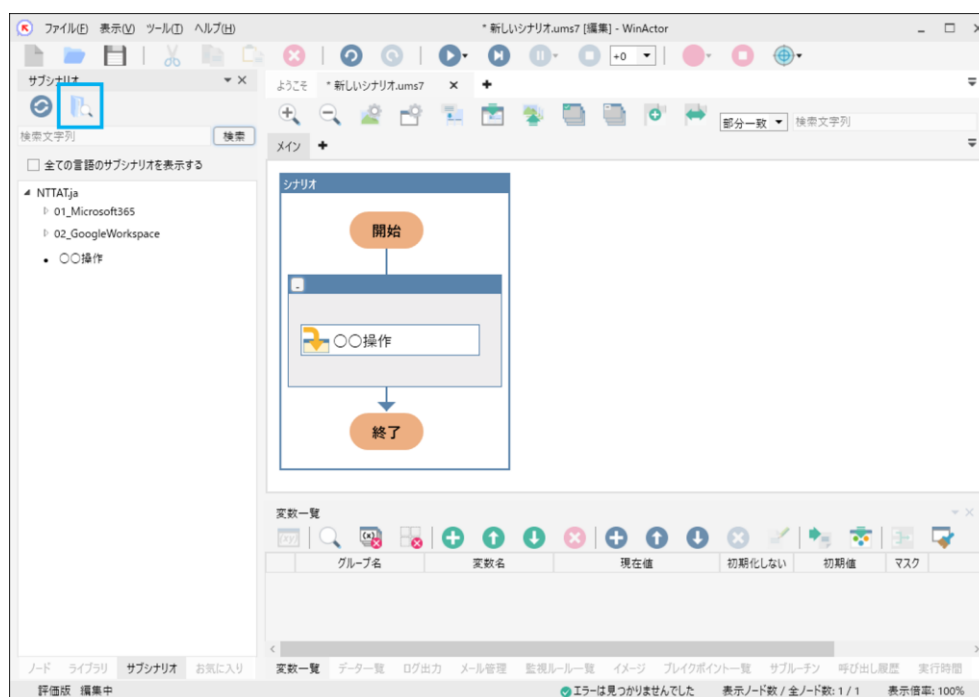 ファイル(F) 表示(V) ツール(T) ヘルプ(H) * 新しいシナリオ.ums7 [編集] - WinActor
+0
サブシナリオ
ようこそ * 新しいシナリオ.ums7
検索文字列 検索
部分一致 検索文字列
メイン
全ての言語のサブシナリオを表示する
NTTAT.ja
01_Microsoft365
02_GoogleWorkspace
〇〇操作
シナリオ
開始
〇〇操作
終了
変数一覧
グループ名 変数名 現在値 初期化しない 初期値 マスク
ノード ライブラリ サブシナリオ お気に入り
変数一覧 データ一覧 ログ出力 メール管理 監視ルール一覧 イメージ ブレイクポイント一覧 サブルーチン 呼び出し履歴 実行時間
評価版 編集中 エラーは見つかりませんでした 表示ノード数 / 全ノード数: 1 / 1 表示倍率: 100%